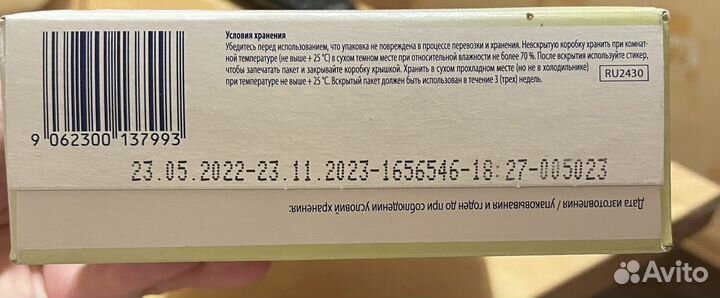 Условия хранения
Убедитесь перед использованием, что упаковка не повреждена в процессе перевозки и хранения. Невскрытую коробку хранить при комнат-
ной температуре (не выше + 25 °C) в сухом темном месте при относительной влажности не более 70 %. После вскрытия используйте стикер,
чтобы запечатать пакет и закрывайте коробку крышкой. Хранить в сухом прохладном месте (но не в холодильнике)
при температуре не выше + 25 °C. Вскрытый пакет должен быть использован в течение 3 (трех) недель.
RU2430
9 062300 137993
23.05.2022-23.11.2023-1656546-18:27-005023
Дата изготовления / упаковывания и годен до при соблюдении условий хранения:
Avito